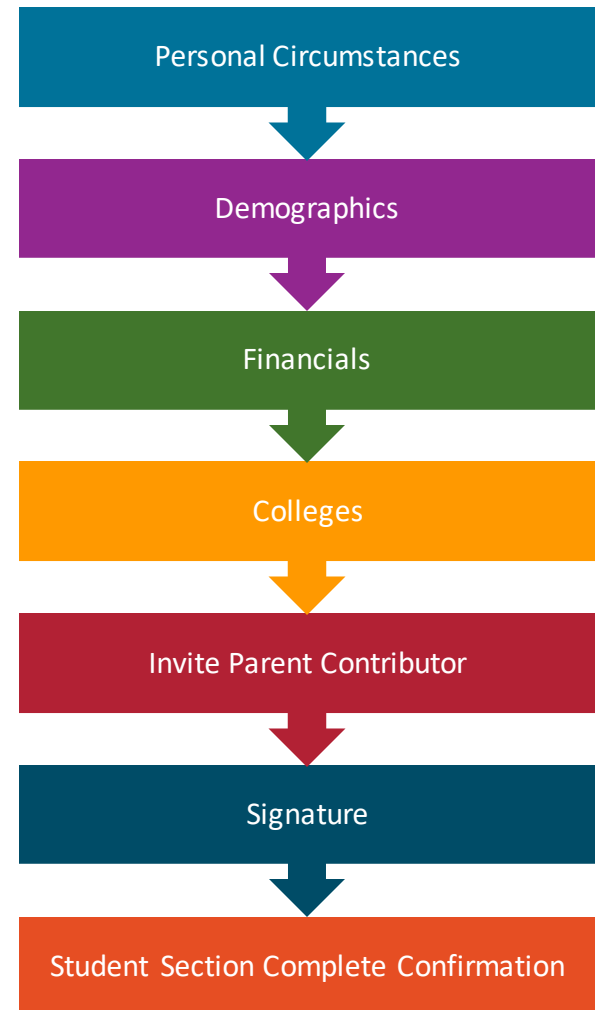 Personal Circumstances
Demographics
Financials
Colleges
Invite Parent Contributor
Signature
Student Section Complete Confirmation